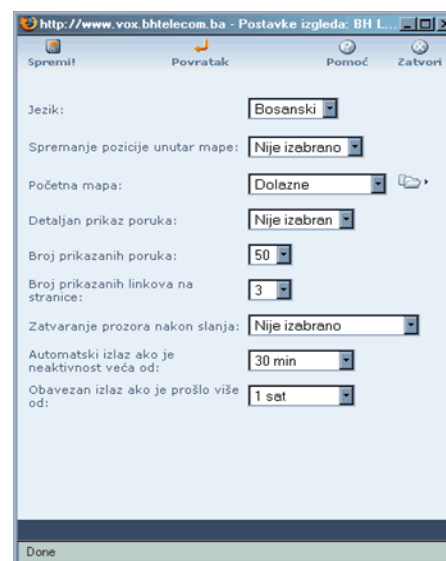 http://www.vox.bhtelecom.ba - Postavke izgleda: BH L...
Spremi! Povratak Pomoć Zatvori
Jezik: Bosanski
Spremanje pozicije unutar mape: Nije izabrano
Početna mapa: Dolazne
Detaljan prikaz poruka: Nije izabran
Broj prikazanih poruka: 50
Broj prikazanih linkova na
stranice: 3
Zatvaranje prozora nakon slanja: Nije izabrano
Automatski izlaz ako je
neaktivnost veća od: 30 min
Obavezan izlaz ako je prošlo više
od: 1 sat
Done